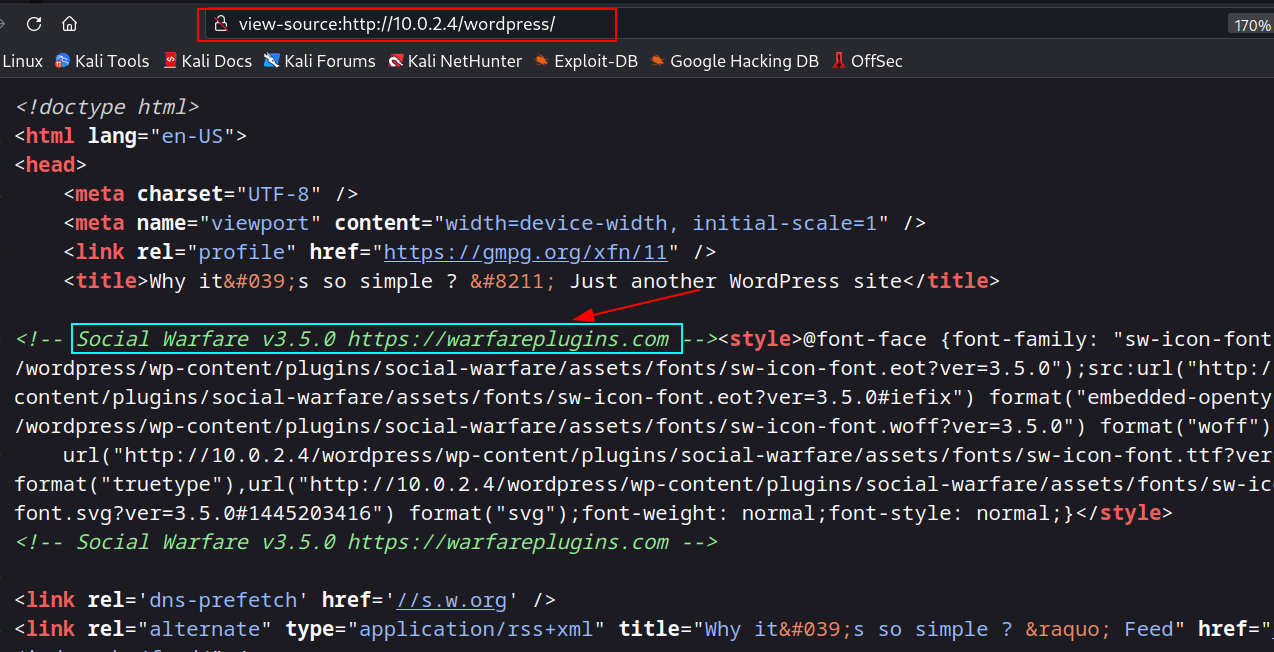 view-source:http://10.0.2.4/wordpress/ 170%
Linux Kali Tools Kali Docs Kali Forums Kali NetHunter Exploit-DB Google Hacking DB OffSec
<!doctype html>
<html lang="en-US">
<head>
<meta charset="UTF-8" />
<meta name="viewport" content="width=device-width, initial-scale=1" />
<link rel="profile" href="https://gmpg.org/xfn/11" />
<title>Why it&#039;s so simple ? &#8211; Just another WordPress site</title>
<!-- Social Warfare v3.5.0 https://warfareplugins.com --><style>@font-face {font-family: "sw-icon-font
/wordpress/wp-content/plugins/social-warfare/assets/fonts/sw-icon-font.eot?ver=3.5.0");src:url("http:/
content/plugins/social-warfare/assets/fonts/sw-icon-font.eot?ver=3.5.0#iefix") format("embedded-openty
/wordpress/wp-content/plugins/social-warfare/assets/fonts/sw-icon-font.woff?ver=3.5.0") format("woff")
url("http://10.0.2.4/wordpress/wp-content/plugins/social-warfare/assets/fonts/sw-icon-font.ttf?ver
format("truetype"),url("http://10.0.2.4/wordpress/wp-content/plugins/social-warfare/assets/fonts/sw-ic
font.svg?ver=3.5.0#1445203416") format("svg");font-weight: normal;font-style: normal;}</style>
<!-- Social Warfare v3.5.0 https://warfareplugins.com -->
<link rel='dns-prefetch' href='//s.w.org' />
<link rel="alternate" type="application/rss+xml" title="Why it&#039;s so simple ? &raquo; Feed" href="